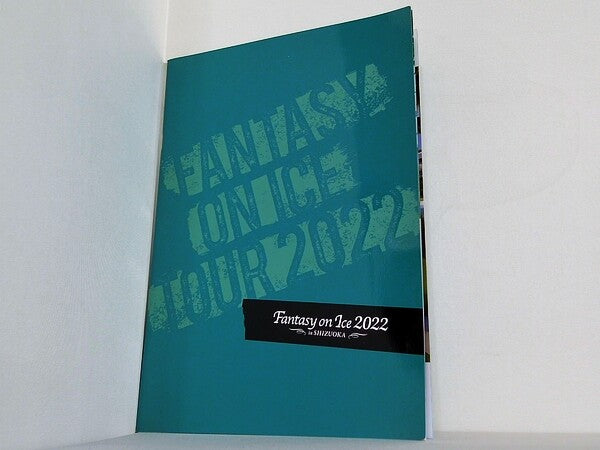 FANTASY
ON ICE
TOUR 2022
Fantasy on Ice 2022
in SHIZUOKA